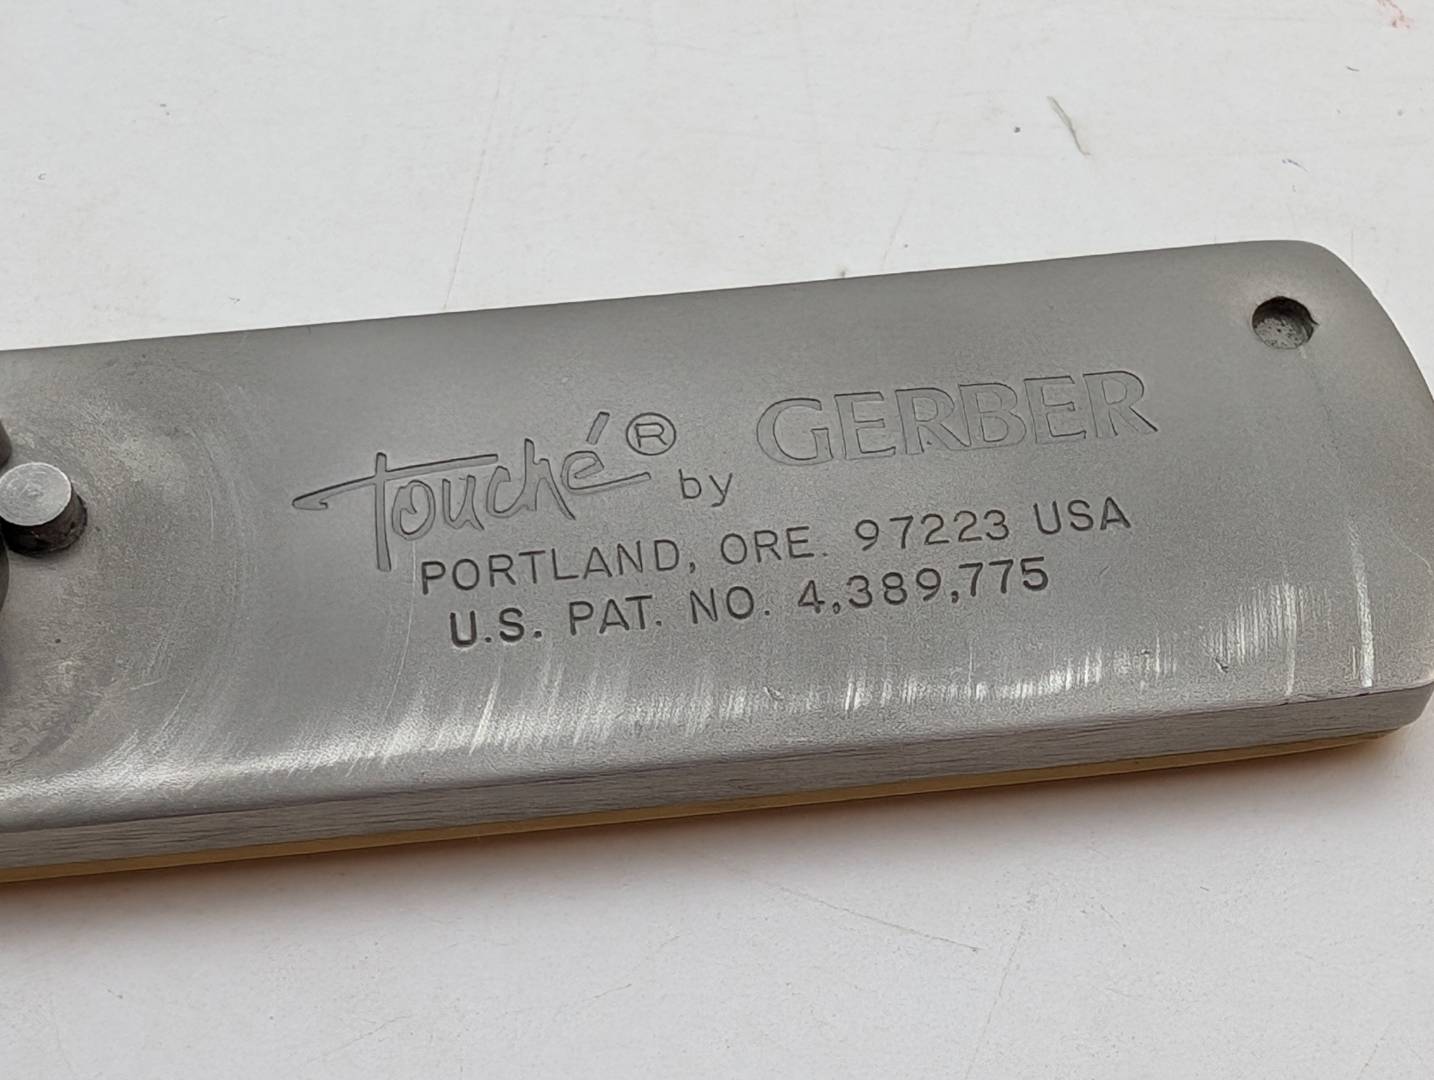 Touché® by GERBER
PORTLAND, ORE. 97223 USA
U.S. PAT. NO. 4,389,775